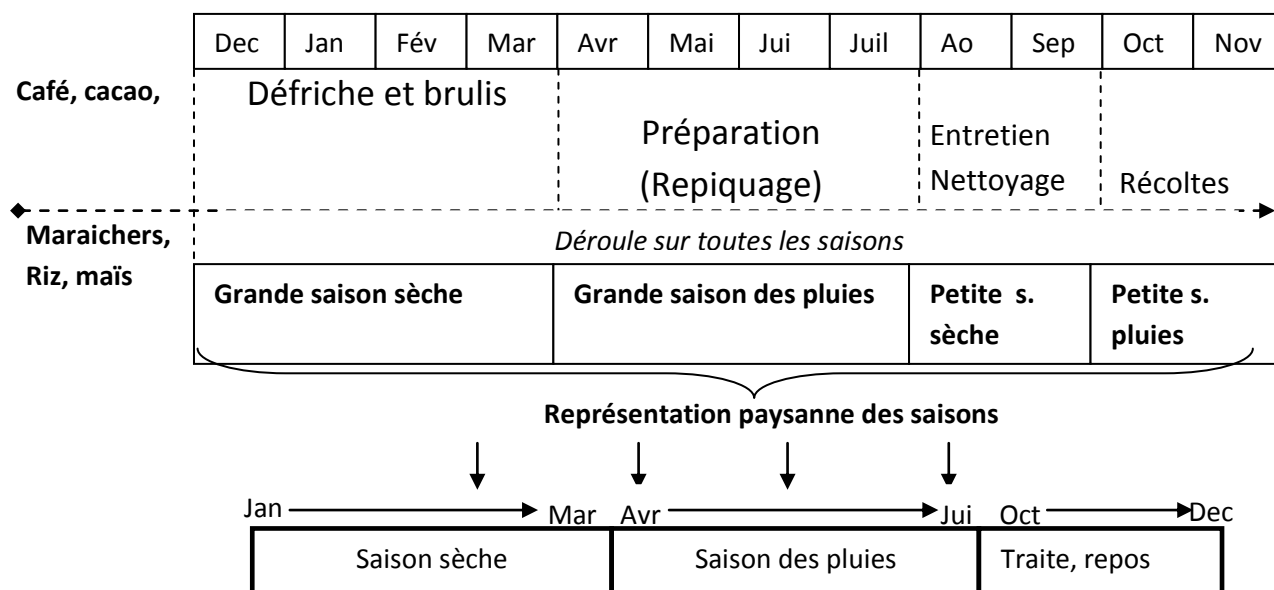 Dec Jan Fév Mar Avr Mai Jui Juil Ao Sep Oct Nov
Café, cacao,
Défriche et brulis
Préparation
(Repiquage)
Entretien
Nettoyage
Récoltes
Maraichers,
Riz, maïs
Déroule sur toutes les saisons
Grande saison sèche
Grande saison des pluies
Petite s.
sèche
Petite s.
pluies
Représentation paysanne des saisons
Jan Mar Avr Jui Oct Dec
Saison sèche
Saison des pluies
Traite, repos